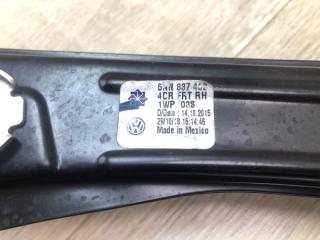 5NN 837 462
4CR FRT RH
1WP 03S
D/Date : 14.10.2015
29/10/18 15:14:46
Made in Mexico